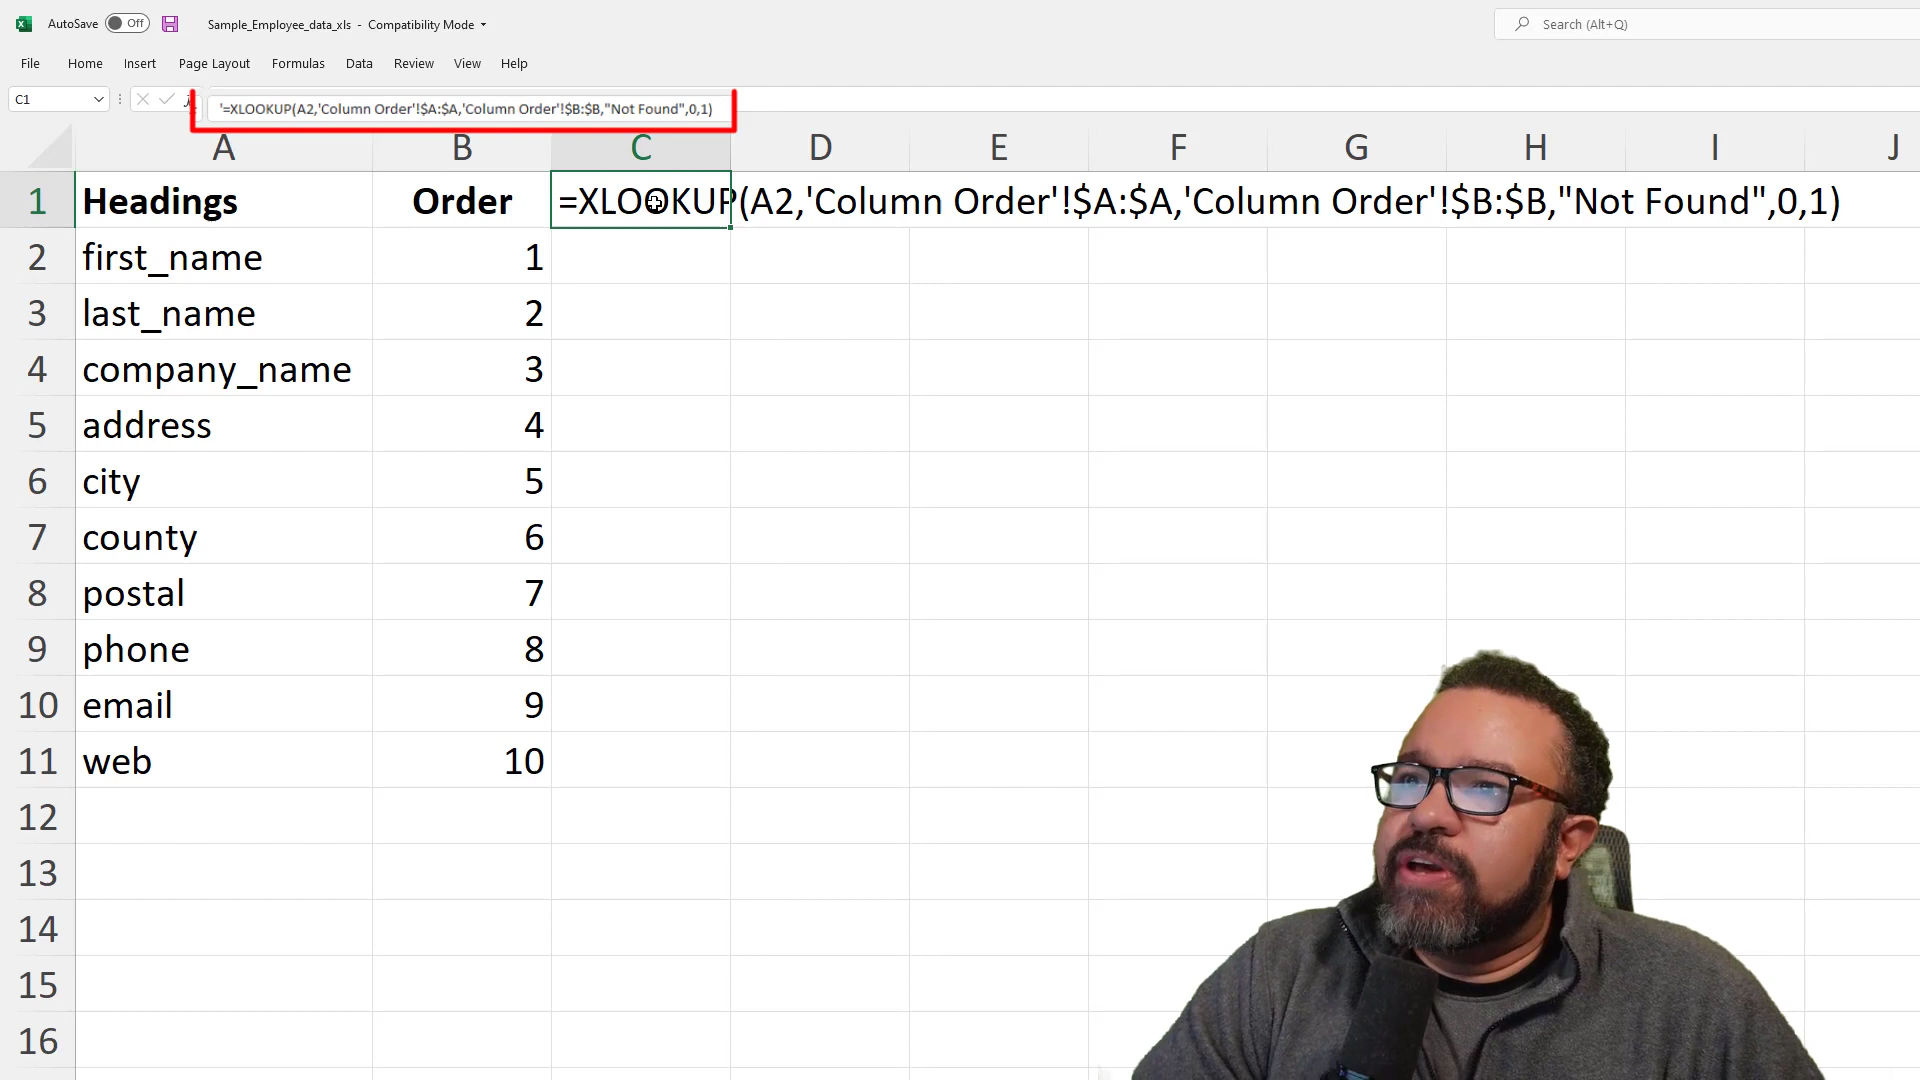 AutoSave Off Sample_Employee_data_xls - Compatibility Mode Search (Alt+Q)
File Home Insert Page Layout Formulas Data Review View Help
C1 '=XLOOKUP(A2,'Column Order'!$A:$A,'Column Order'!$B:$B,"Not Found",0,1)
A B C D E F G H I J
1 Headings Order =XLOOKUP(A2,'Column Order'!$A:$A,'Column Order'!$B:$B,"Not Found",0,1)
2 first_name 1
3 last_name 2
4 company_name 3
5 address 4
6 city 5
7 county 6
8 postal 7
9 phone 8
10 email 9
11 web 10
12
13
14
15
16